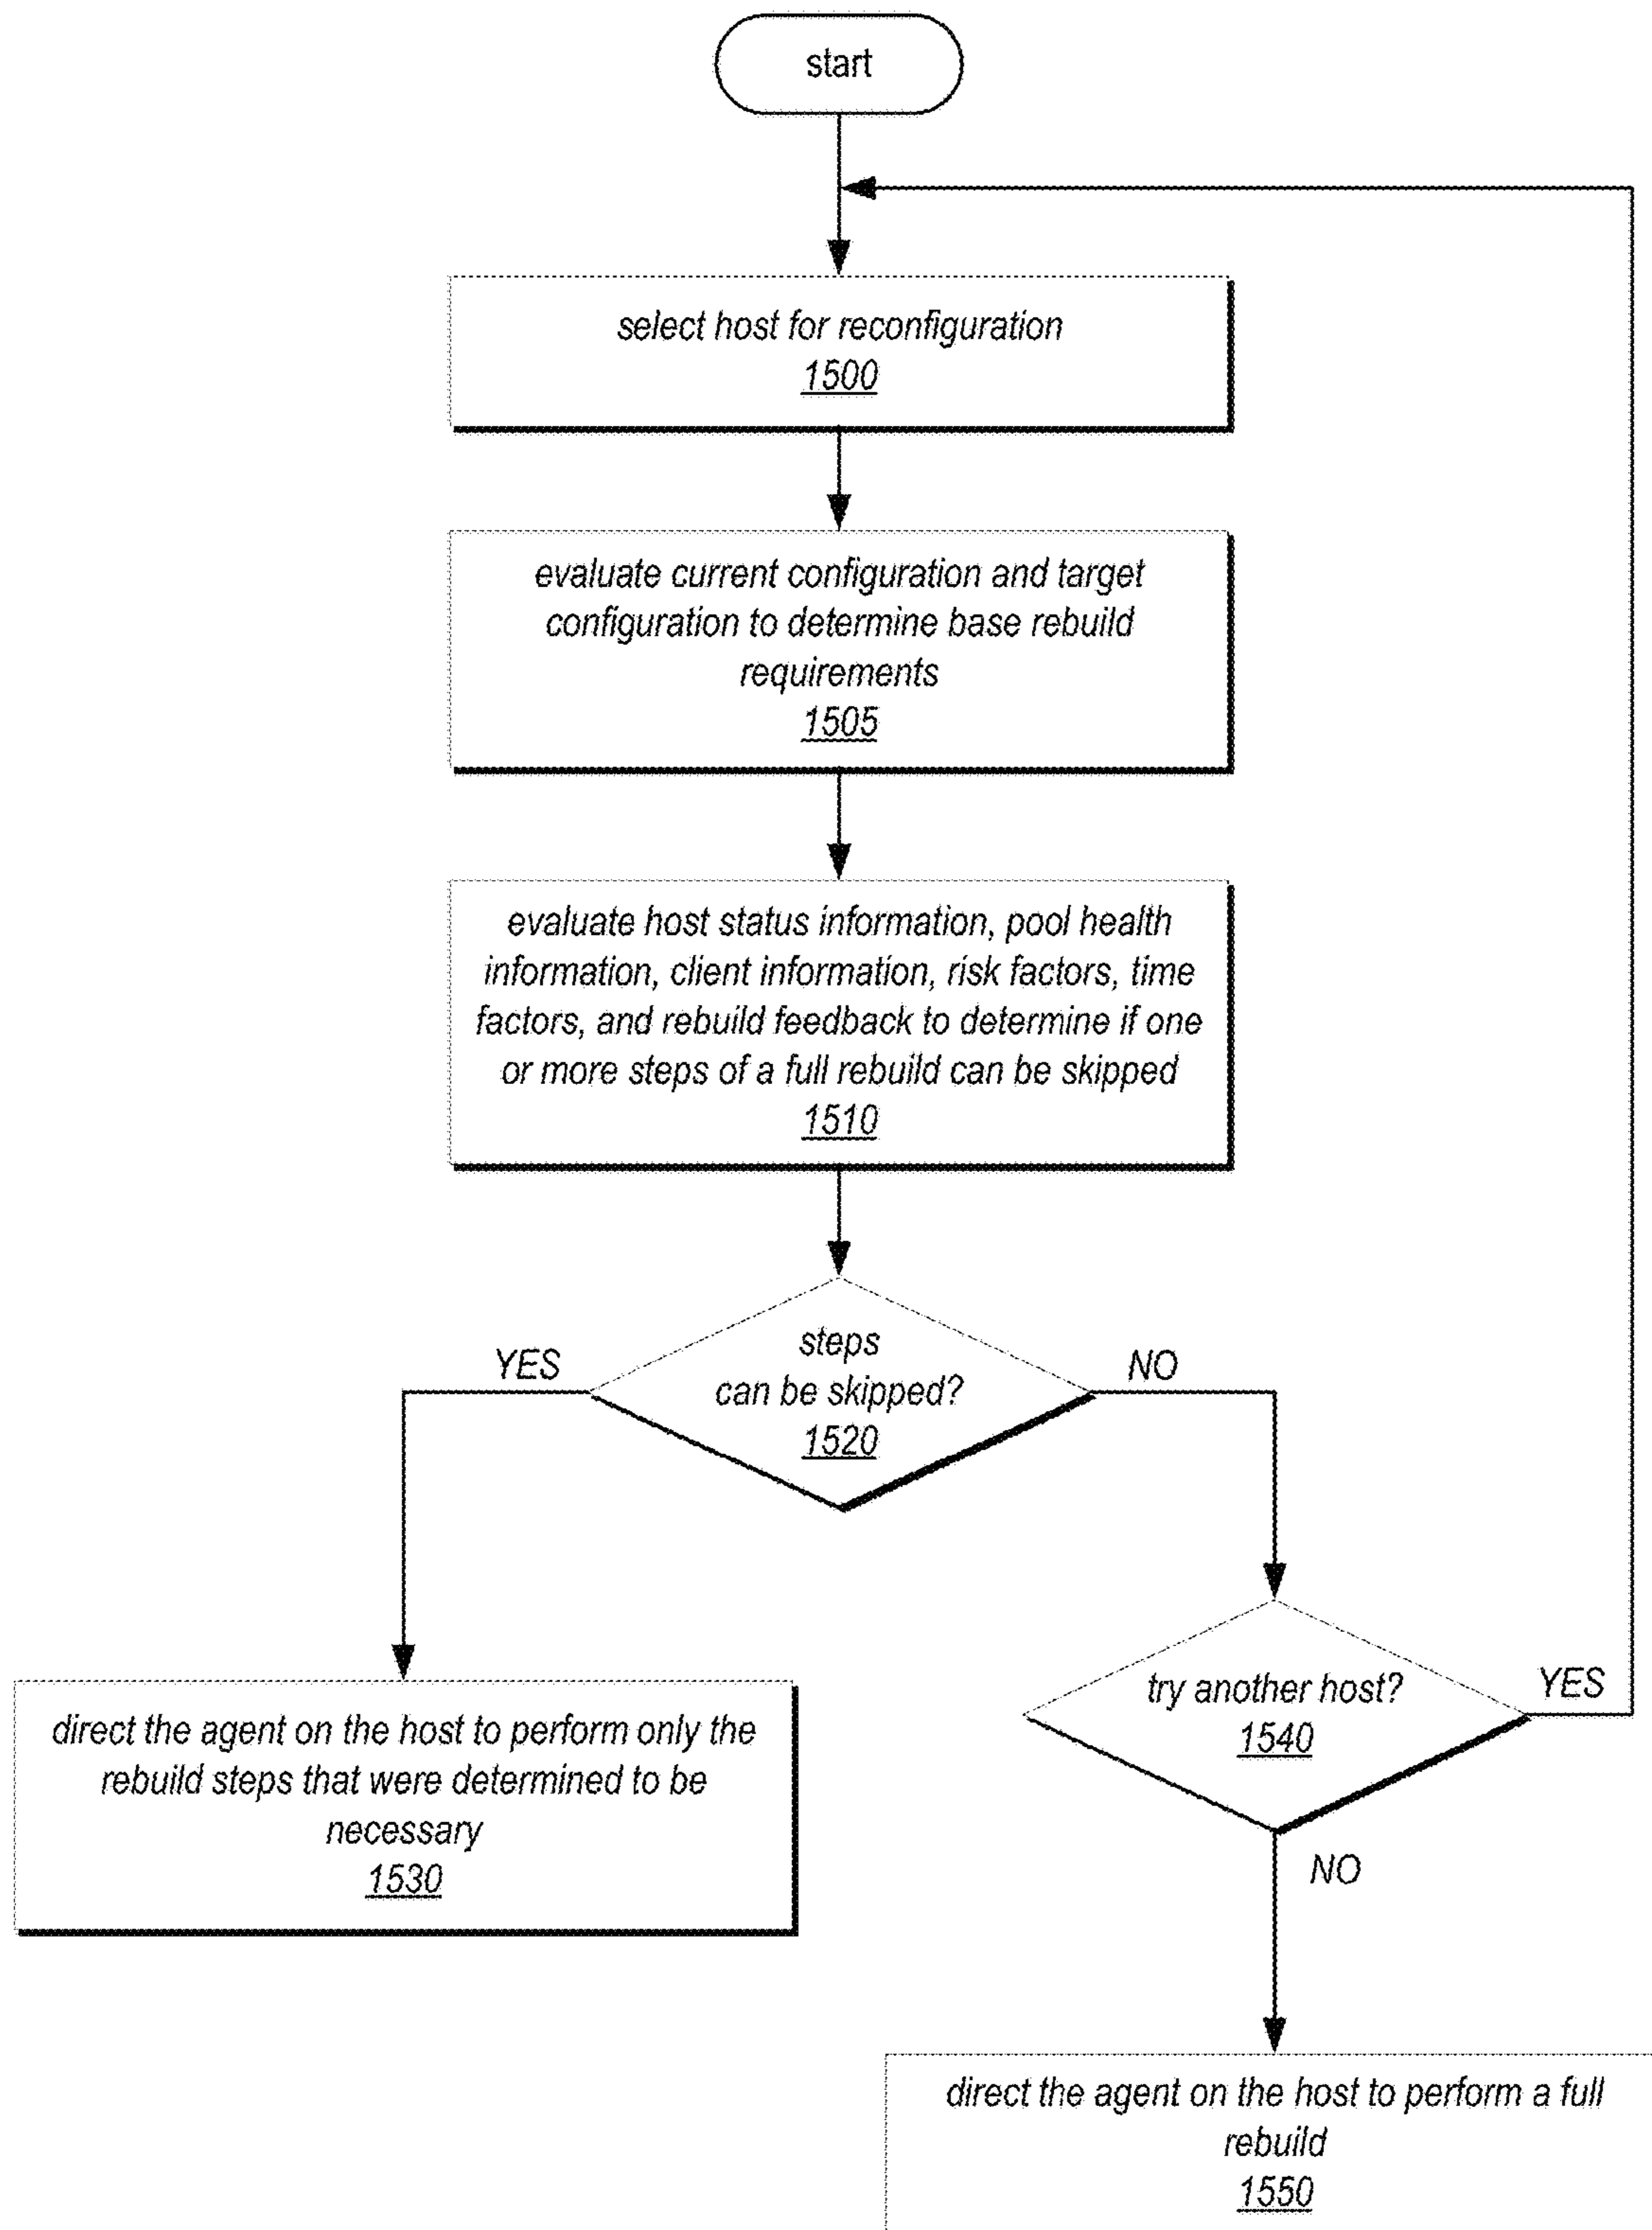 start
select host for reconfiguration
1500
evaluate current configuration and target
configuration to determine base rebuild
requirements
1505
evaluate host status information, pool health
information, client information, risk factors, time
factors, and rebuild feedback to determine if one
or more steps of a full rebuild can be skipped
1510
steps
can be skipped?
1520
YES
NO
direct the agent on the host to perform only the
rebuild steps that were determined to be
necessary
1530
try another host?
1540
YES
NO
direct the agent on the host to perform a full
rebuild
1550